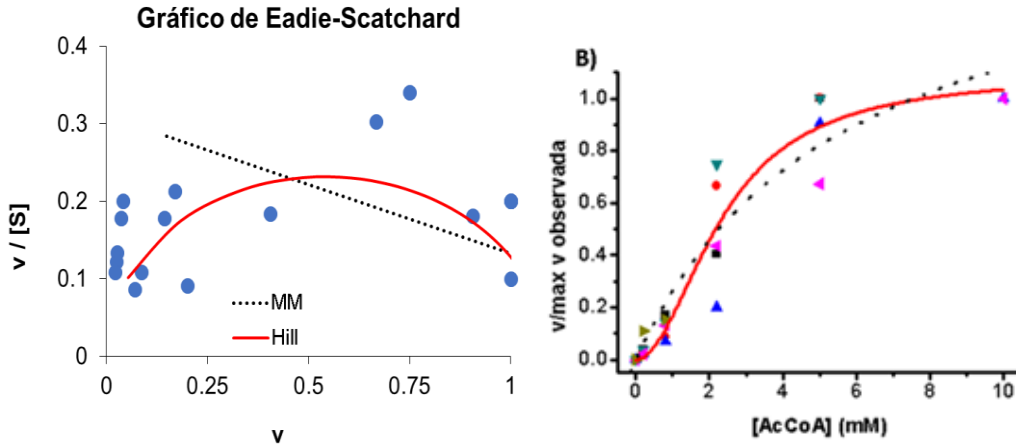 Gráfico de Eadie-Scatchard
0.4
0.3
0.2
0.1
0
v / [S]
MM
Hill
0
0.25
0.5
0.75
1
v
B)
1.0
0.8
0.6
0.4
0.2
0.0
v/max v observada
0
2
4
6
8
10
[AcCoA] (mM)